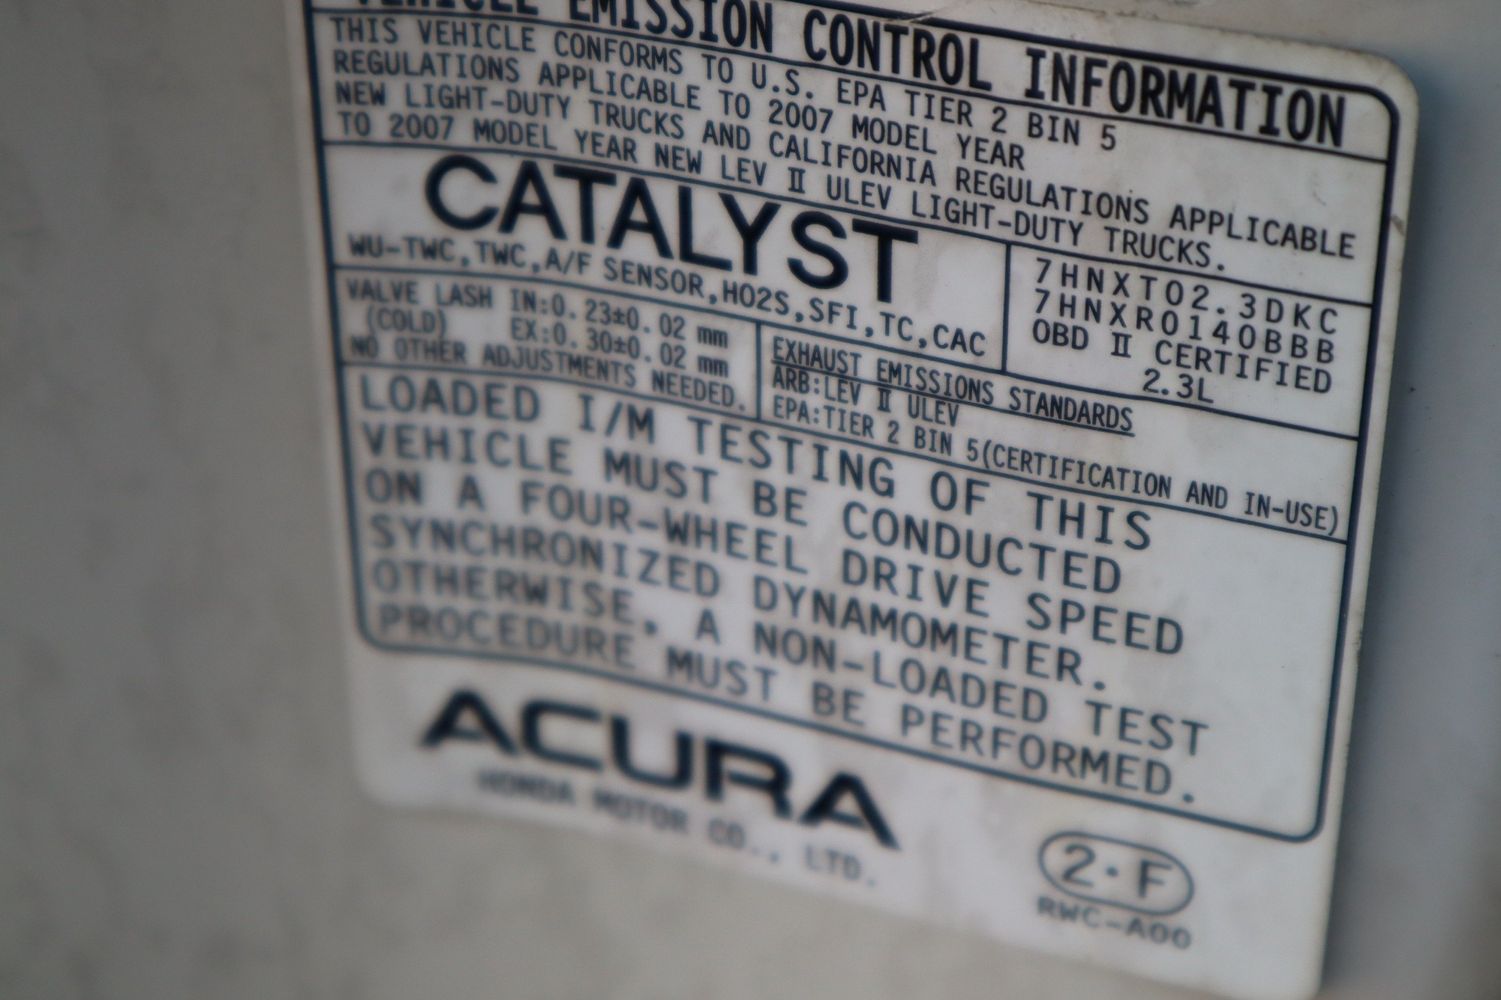 VEHICLE EMISSION CONTROL INFORMATION
THIS VEHICLE CONFORMS TO U.S. EPA TIER 2 BIN 5
REGULATIONS APPLICABLE TO 2007 MODEL YEAR
NEW LIGHT-DUTY TRUCKS AND CALIFORNIA REGULATIONS APPLICABLE
TO 2007 MODEL YEAR NEW LEV II ULEV LIGHT-DUTY TRUCKS.
CATALYST
WU-TWC,TWC,A/F SENSOR,HO2S,SFI,TC,CAC
7HNXT02.3DKC
7HNXR0140BBB
OBD II CERTIFIED
2.3L
VALVE LASH IN:0.23±0.02 mm
(COLD) EX:0.30±0.02 mm
NO OTHER ADJUSTMENTS NEEDED.
EXHAUST EMISSIONS STANDARDS
ARB:LEV II ULEV
EPA:TIER 2 BIN 5(CERTIFICATION AND IN-USE)
LOADED I/M TESTING OF THIS
VEHICLE MUST BE CONDUCTED
ON A FOUR-WHEEL DRIVE SPEED
SYNCHRONIZED DYNAMOMETER.
OTHERWISE, A NON-LOADED TEST
PROCEDURE MUST BE PERFORMED.
ACURA
HONDA MOTOR CO., LTD.
2·F
RWC-A00